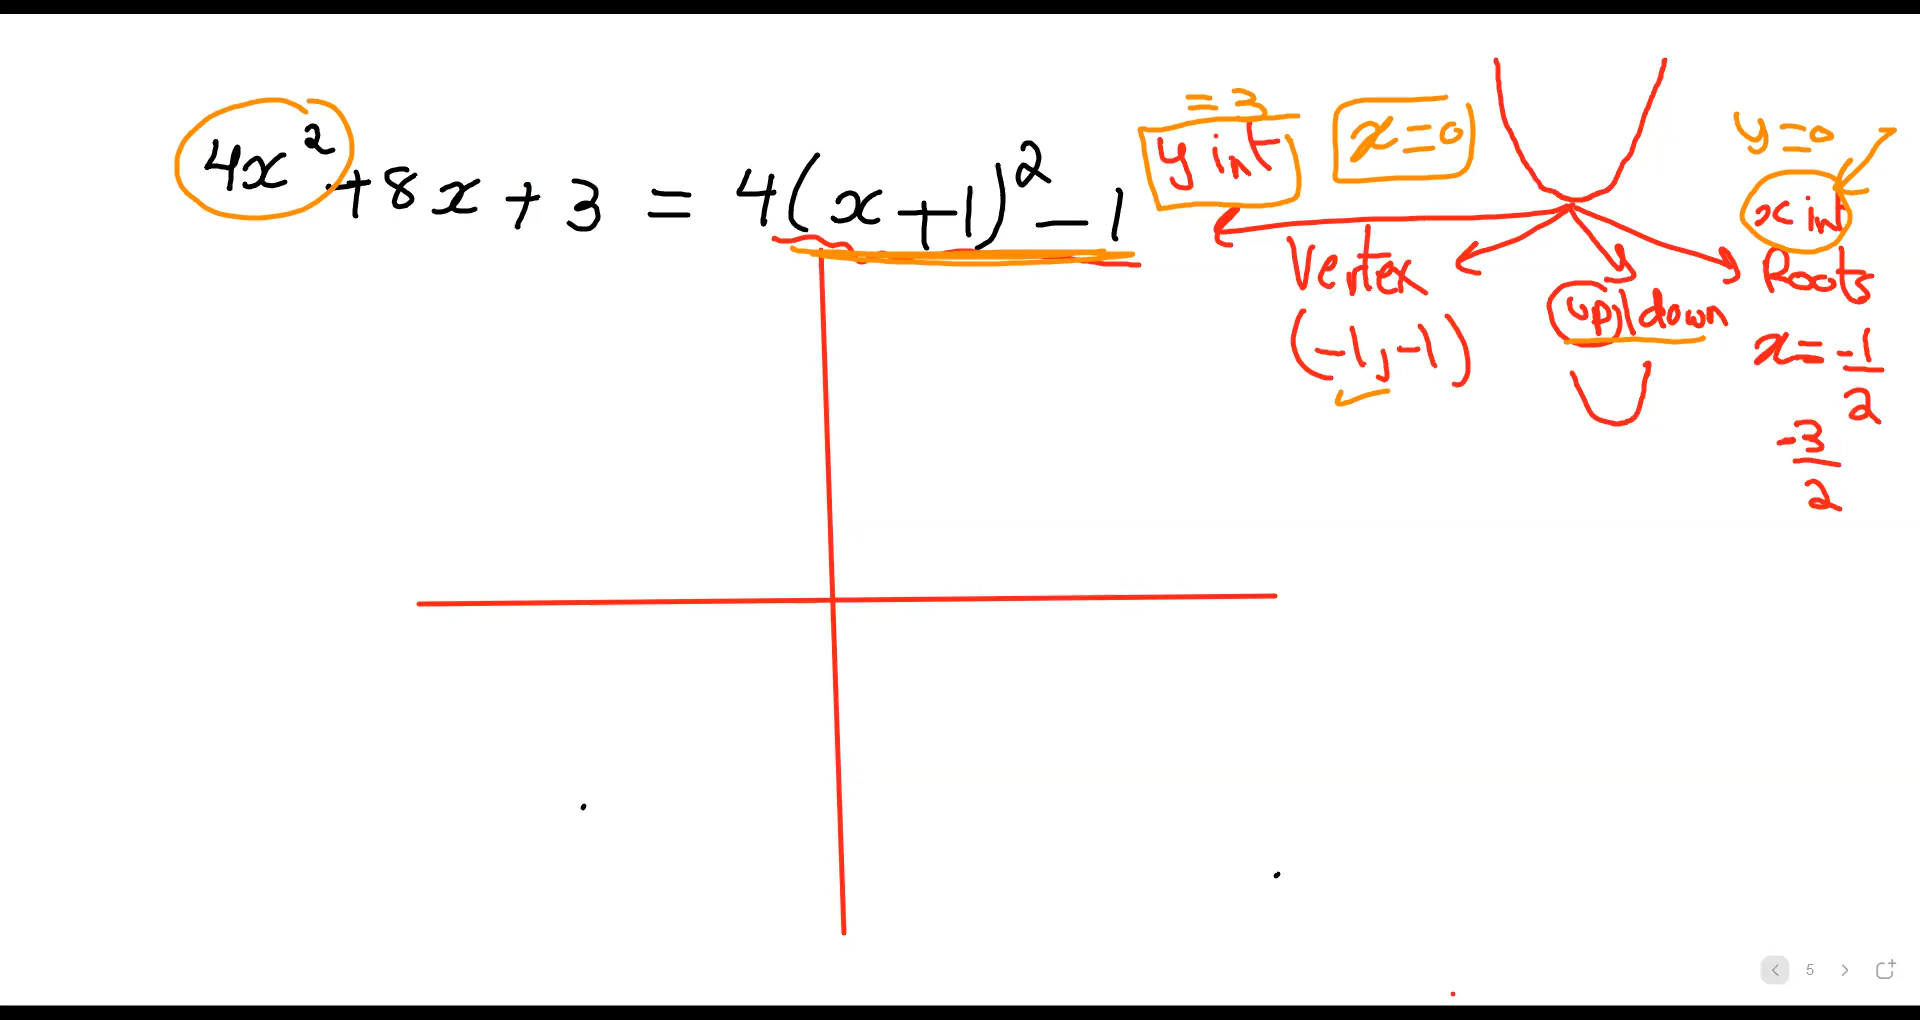 4x² + 8x + 3 = 4(x+1)² - 1
= 3
y int
x = 0
y = 0
x int
Vertex
(-1, -1)
up/down
Roots
x = -1/2
-3/2
5